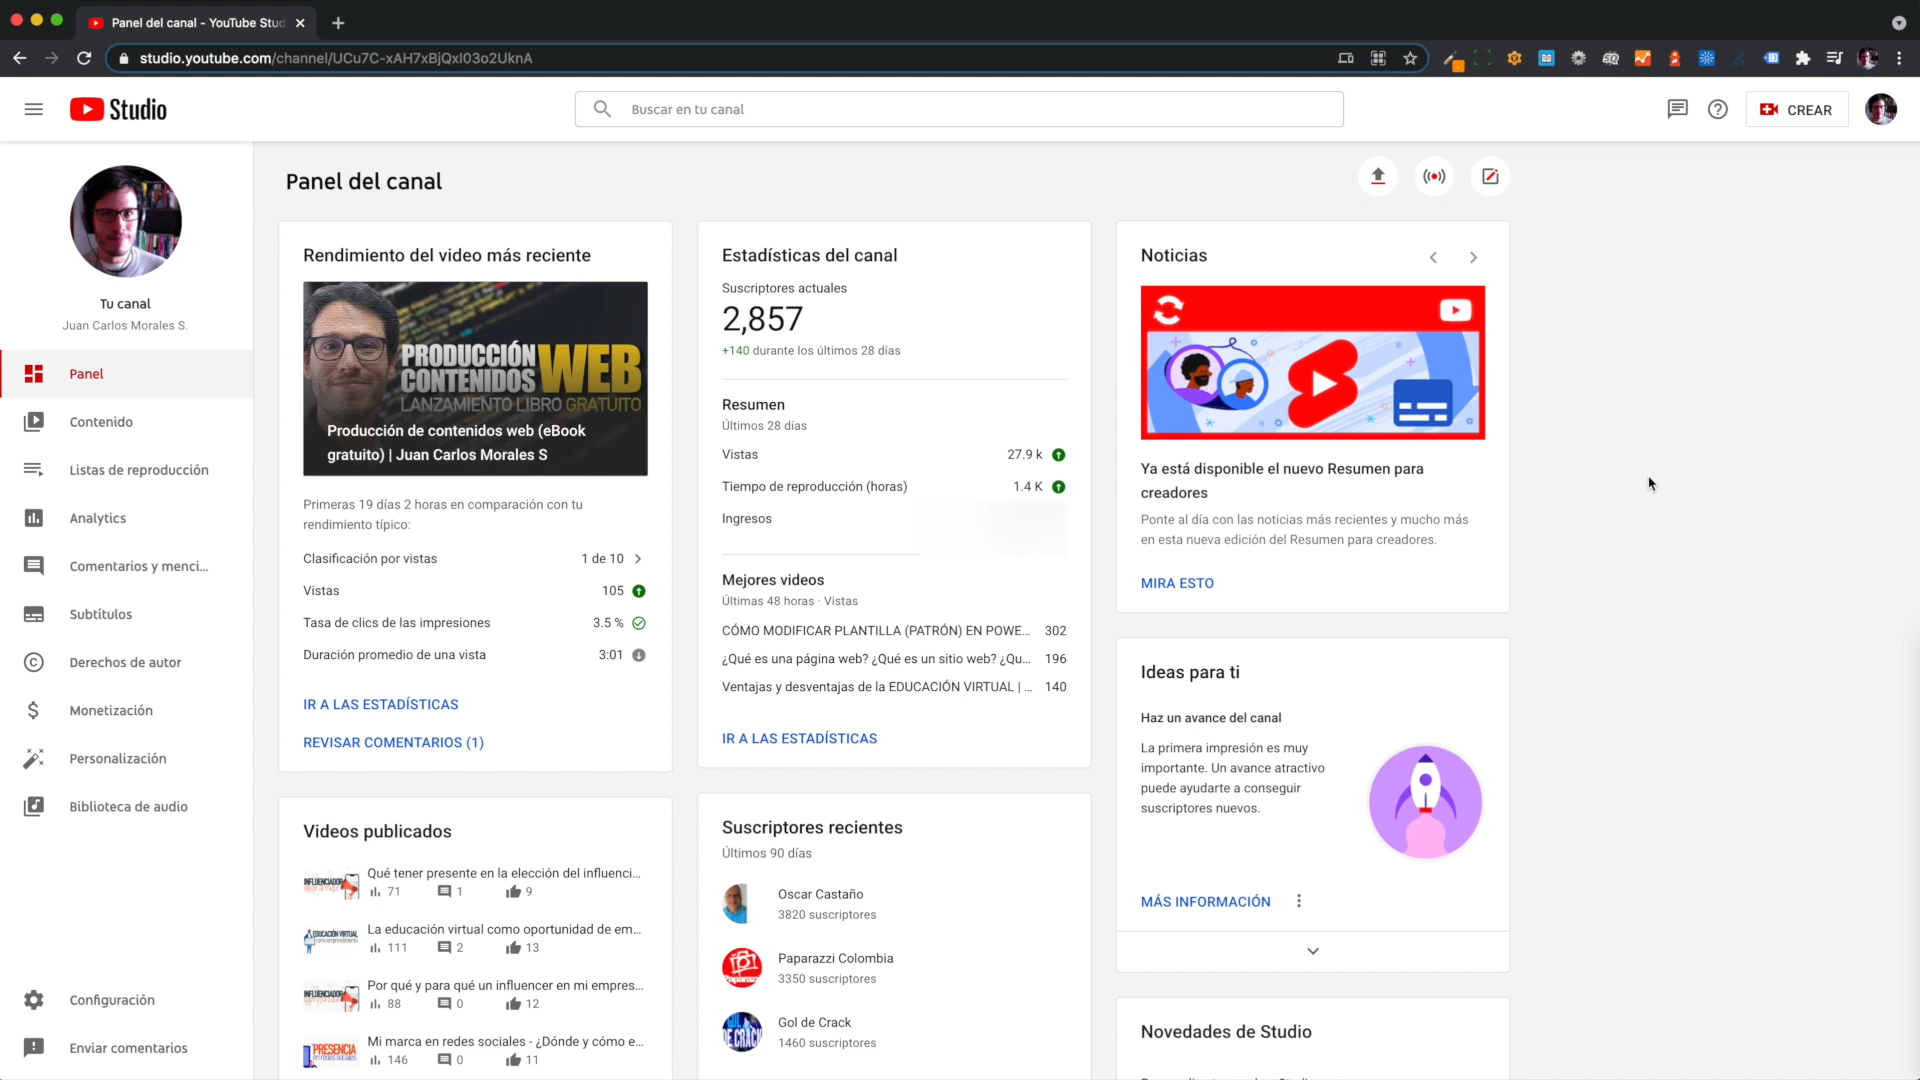 Panel del canal - YouTube Stud
studio.youtube.com/channel/UCu7C-xAH7xBjQxI03o2UknA
Studio
Buscar en tu canal
CREAR
Tu canal
Juan Carlos Morales S.
Panel
Contenido
Listas de reproducción
Analytics
Comentarios y menci...
Subtítulos
Derechos de autor
Monetización
Personalización
Biblioteca de audio
Configuración
Enviar comentarios
Panel del canal
Rendimiento del video más reciente
PRODUCCIÓN
CONTENIDOS WEB
LANZAMIENTO LIBRO GRATUITO
Producción de contenidos web (eBook
gratuito) | Juan Carlos Morales S
Primeras 19 días 2 horas en comparación con tu
rendimiento típico:
Clasificación por vistas 1 de 10
Vistas 105
Tasa de clics de las impresiones 3.5 %
Duración promedio de una vista 3:01
IR A LAS ESTADÍSTICAS
REVISAR COMENTARIOS (1)
Videos publicados
Qué tener presente en la elección del influenci...
71 1 9
La educación virtual como oportunidad de em...
111 2 13
Por qué y para qué un influencer en mi empres...
88 0 12
PRESENCIA
Mi marca en redes sociales - ¿Dónde y cómo e...
146 0 11
Estadísticas del canal
Suscriptores actuales
2,857
+140 durante los últimos 28 días
Resumen
Últimos 28 días
Vistas 27.9 k
Tiempo de reproducción (horas) 1.4 K
Ingresos
Mejores videos
Últimas 48 horas · Vistas
CÓMO MODIFICAR PLANTILLA (PATRÓN) EN POWE... 302
¿Qué es una página web? ¿Qué es un sitio web? ¿Qu... 196
Ventajas y desventajas de la EDUCACIÓN VIRTUAL | ... 140
IR A LAS ESTADÍSTICAS
Suscriptores recientes
Últimos 90 días
Oscar Castaño
3820 suscriptores
Paparazzi Colombia
3350 suscriptores
Gol de Crack
1460 suscriptores
Noticias
Ya está disponible el nuevo Resumen para
creadores
Ponte al día con las noticias más recientes y mucho más
en esta nueva edición del Resumen para creadores.
MIRA ESTO
Ideas para ti
Haz un avance del canal
La primera impresión es muy
importante. Un avance atractivo
puede ayudarte a conseguir
suscriptores nuevos.
MÁS INFORMACIÓN
Novedades de Studio